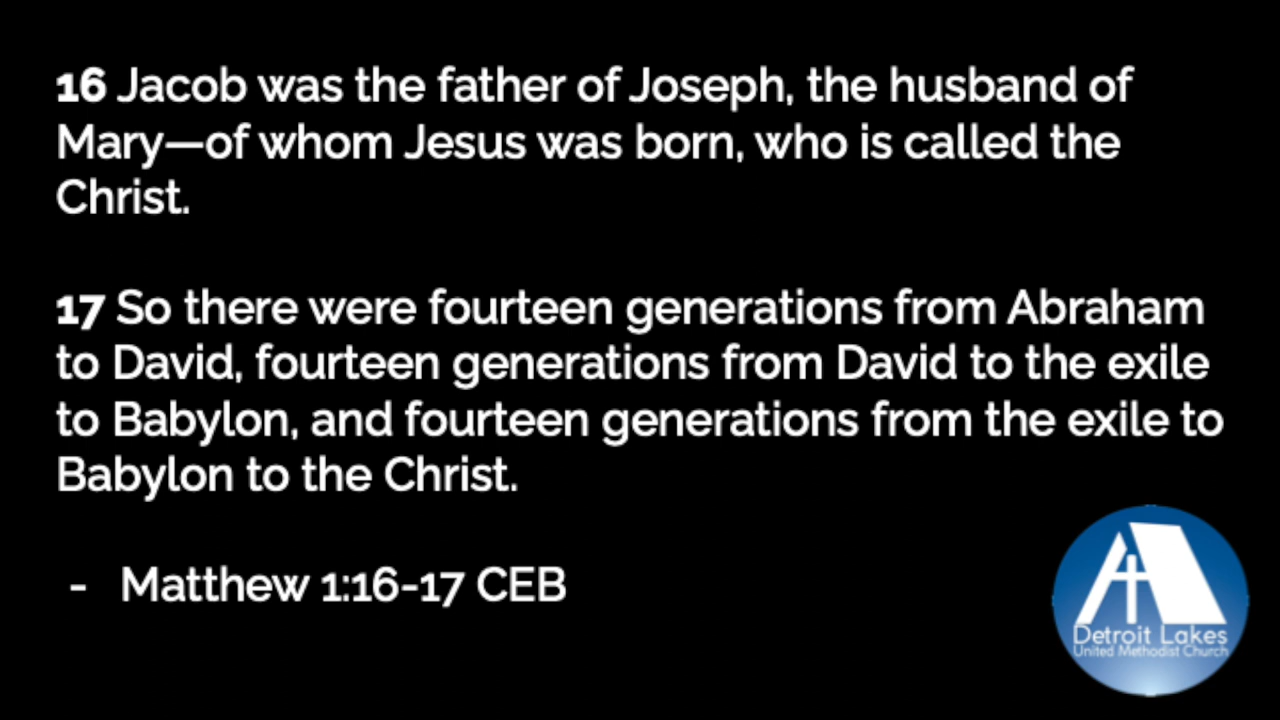 16 Jacob was the father of Joseph, the husband of
Mary—of whom Jesus was born, who is called the
Christ.
17 So there were fourteen generations from Abraham
to David, fourteen generations from David to the exile
to Babylon, and fourteen generations from the exile to
Babylon to the Christ.
- Matthew 1:16-17 CEB
Detroit Lakes
United Methodist Church